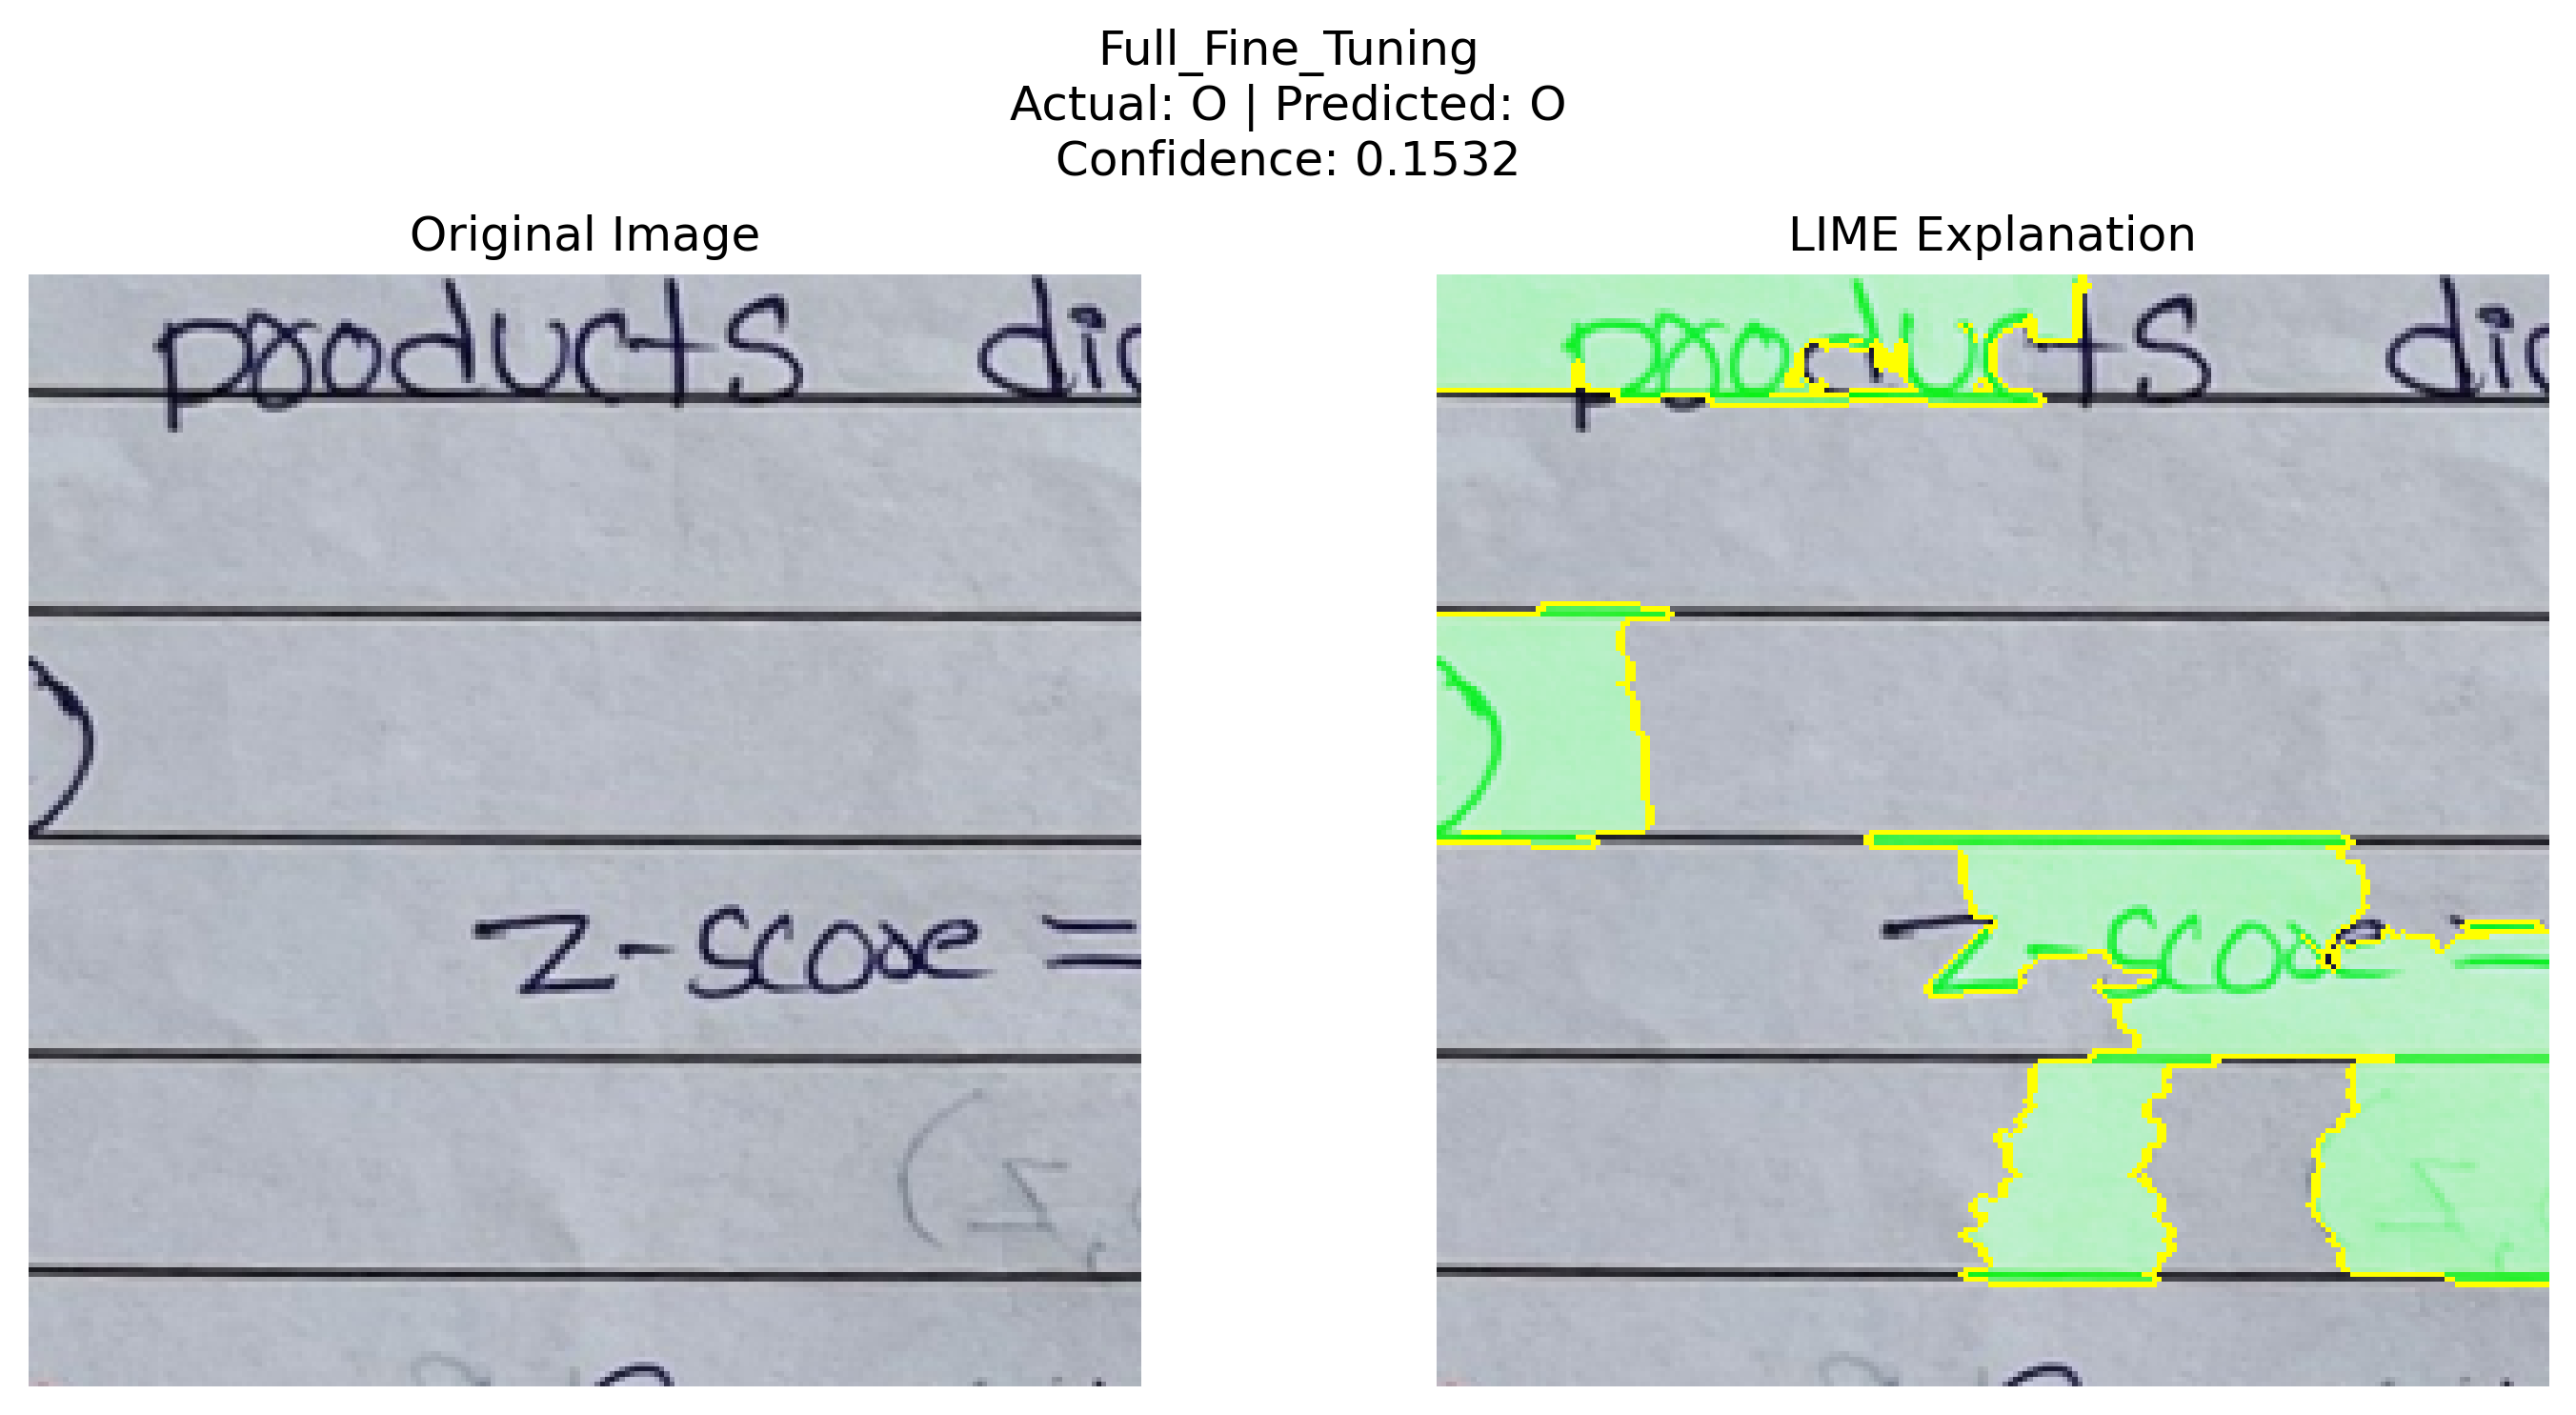 Full_Fine_Tuning
Actual: O | Predicted: O
Confidence: 0.1532
Original Image
LIME Explanation
products
z-score =
products
z-score =